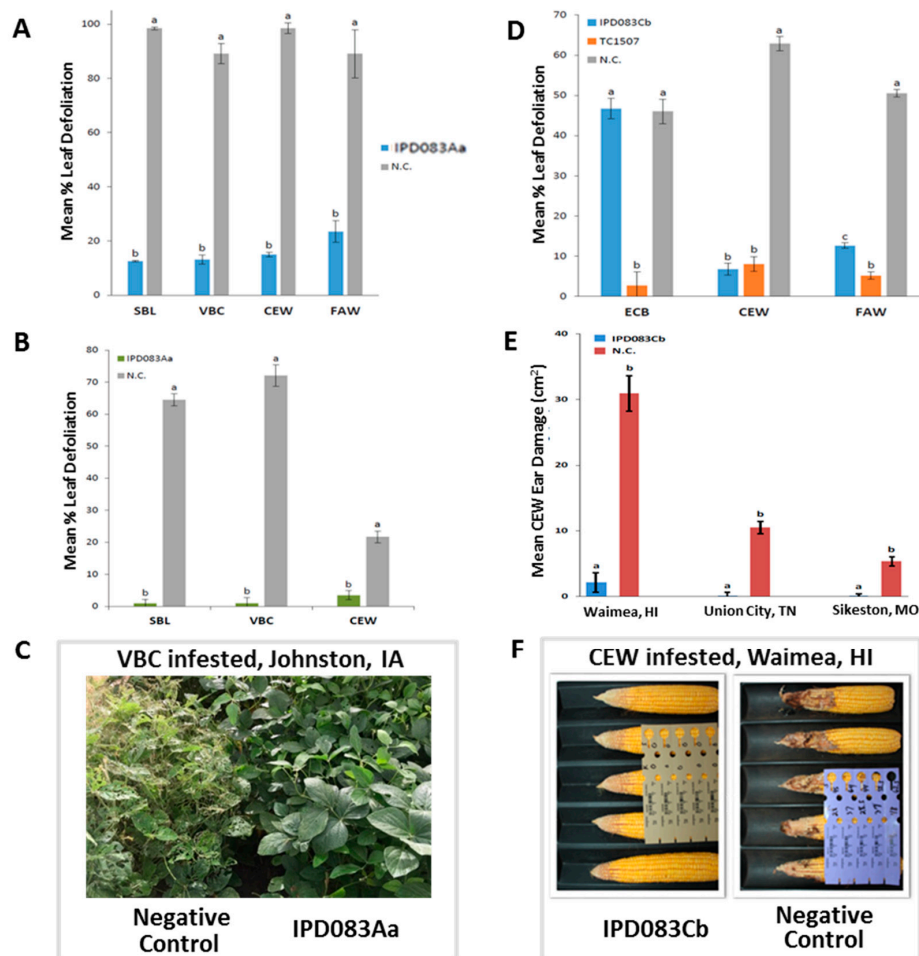 A
Mean % Leaf Defoliation
100
80
60
40
20
0
a
a
a
a
b
b
b
b
IPD083Aa
N.C.
SBL VBC CEW FAW
B
Mean % Leaf Defoliation
80
70
60
50
40
30
20
10
0
IPD083Aa
N.C.
a
a
a
b
b
b
SBL VBC CEW
C
VBC infested, Johnston, IA
Negative
Control
IPD083Aa
D
Mean % Leaf Defoliation
70
60
50
40
30
20
10
0
IPD083Cb
TC1507
N.C.
a
a
a
a
b
b
b
c
b
ECB CEW FAW
E
Mean CEW Ear Damage (cm²)
40
30
20
10
0
IPD083Cb
N.C.
b
b
b
a
a
a
Waimea, HI Union City, TN Sikeston, MO
F
CEW infested, Waimea, HI
IPD083Cb
Negative
Control